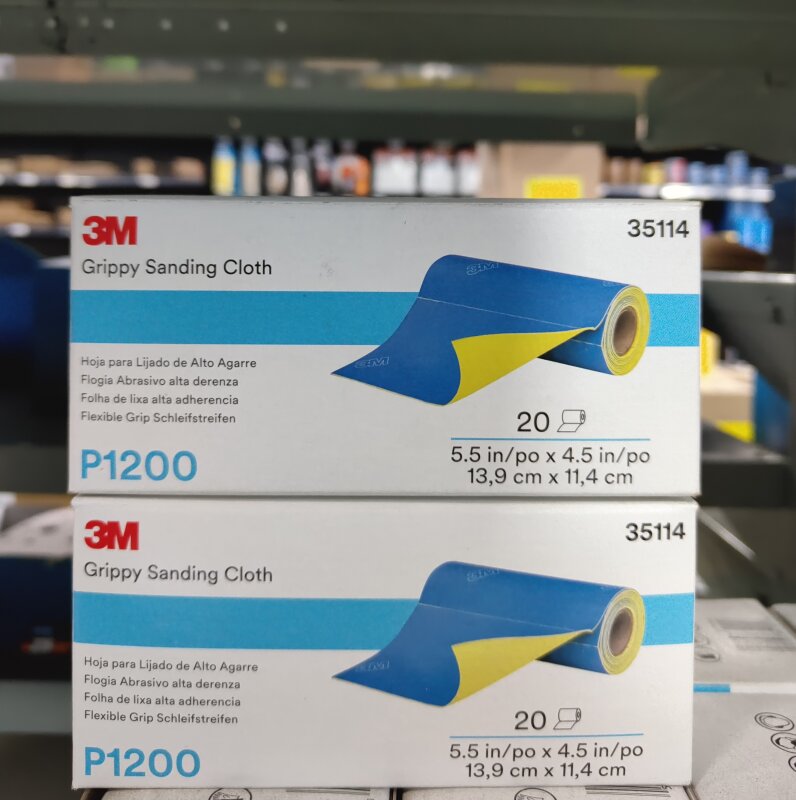 3M
35114
Grippy Sanding Cloth
3M
3M
Hoja para Lijado de Alto Agarre
Flogia Abrasivo alta derenza
Folha de lixa alta adherencia
Flexible Grip Schleifstreifen
P1200
20
5.5 in/po x 4.5 in/po
13,9 cm x 11,4 cm
3M
35114
Grippy Sanding Cloth
3M
3M
Hoja para Lijado de Alto Agarre
Flogia Abrasivo alta derenza
Folha de lixa alta adherencia
Flexible Grip Schleifstreifen
P1200
20
5.5 in/po x 4.5 in/po
13,9 cm x 11,4 cm